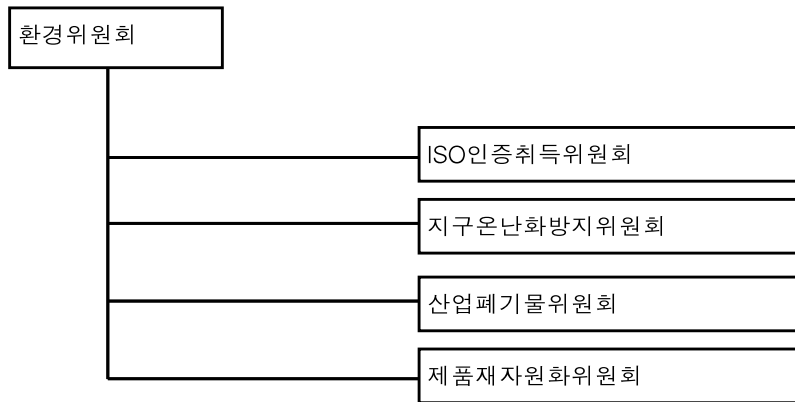 환경위원회
ISO인증취득위원회
지구온난화방지위원회
산업폐기물위원회
제품재자원화위원회